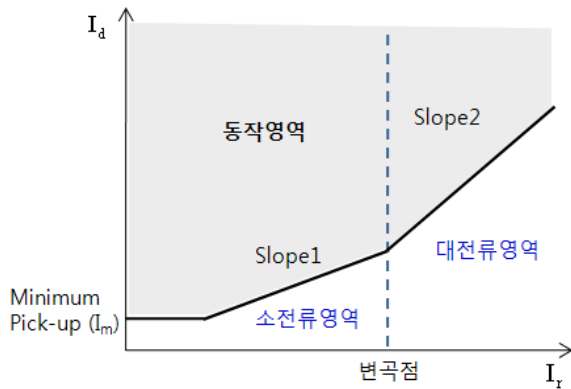 I_d
Slope2
동작영역
Slope1
대전류영역
Minimum
Pick-up (I_m)
소전류영역
변곡점
I_r